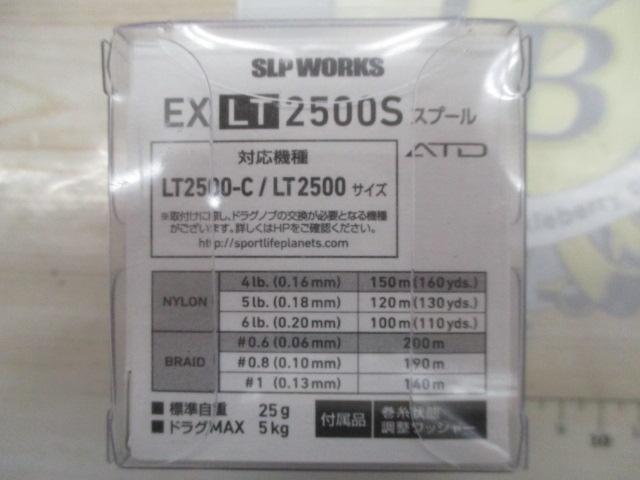 SLP WORKS
EX LT 2500S スプール
対応機種
ATD
LT2500-C / LT2500 サイズ
※取付けに際し、ドラグノブの交換が必要となる機種
がございます。詳しくはHPをご確認ください。
http://sportlifeplanets.com
NYLON
4lb. (0.16mm) 150m(160yds.)
5lb. (0.18mm) 120m(130yds.)
6lb. (0.20mm) 100m(110yds.)
BRAID
#0.6 (0.06mm) 200m
#0.8 (0.10mm) 190m
#1 (0.13mm) 140m
■ 標準自重 25g
■ ドラグMAX 5kg
付属品
巻糸状態
調整ワッシャー
B
10